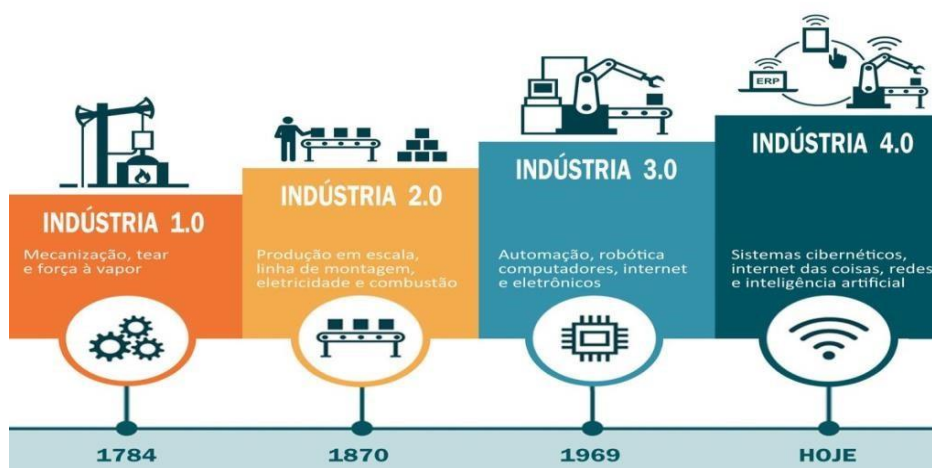 ERP
INDÚSTRIA 1.0
Mecanização, tear
e força à vapor
INDÚSTRIA 2.0
Produção em escala,
linha de montagem,
eletricidade e combustão
INDÚSTRIA 3.0
Automação, robótica
computadores, internet
e eletrônicos
INDÚSTRIA 4.0
Sistemas cibernéticos,
internet das coisas, redes
e inteligência artificial
1784
1870
1969
HOJE